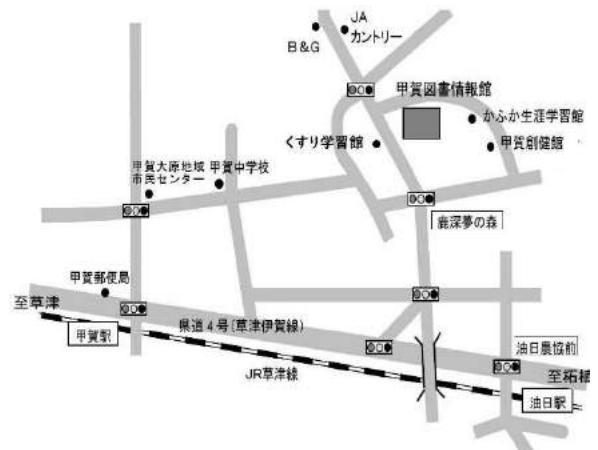 JA
カントリー
B&G
甲賀図書情報館
かふか生涯学習館
くすり学習館
甲賀創健館
甲賀大原地域
市民センター
甲賀中学校
鹿深夢の森
甲賀郵便局
至草津
甲賀駅
県道4号(草津伊賀線)
油日農協前
JR草津線
至柘植
油日駅